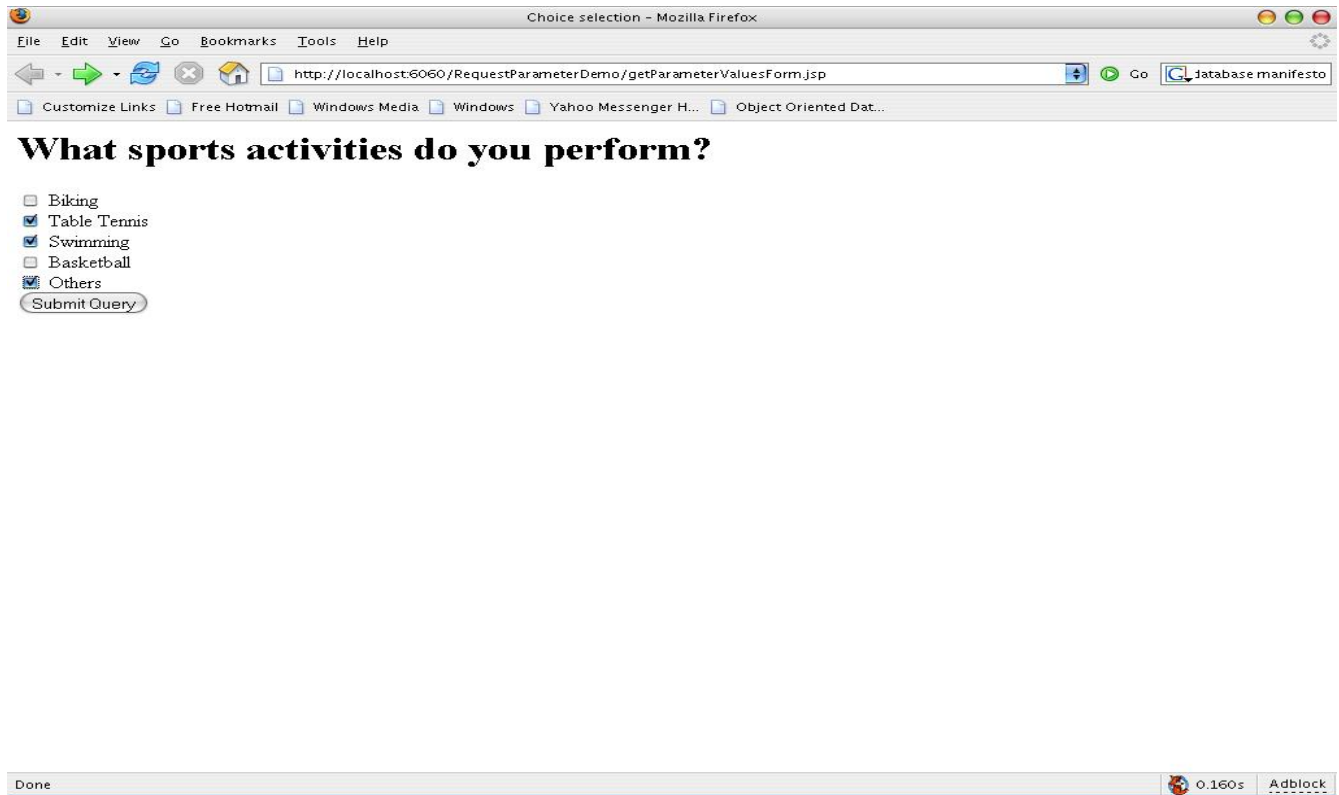 Choice selection - Mozilla Firefox
File Edit View Go Bookmarks Tools Help
http://localhost:6060/RequestParameterDemo/getParameterValuesForm.jsp Go G database manifesto
Customize Links Free Hotmail Windows Media Windows Yahoo Messenger H... Object Oriented Dat...
What sports activities do you perform?
Biking
Table Tennis
Swimming
Basketball
Others
Submit Query
Done 0.160s Adblock